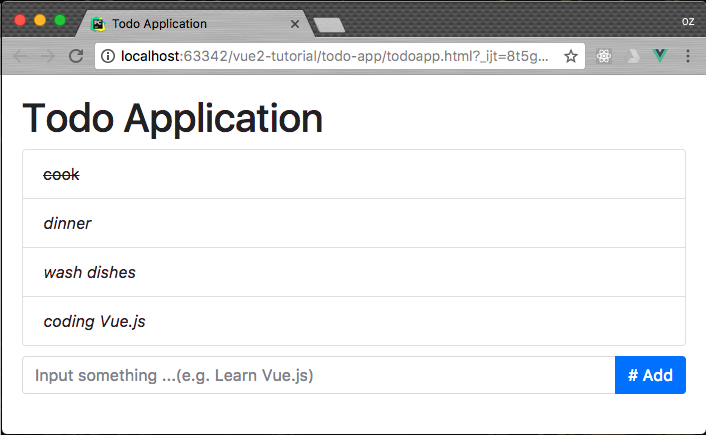 Todo Application
oz
localhost:63342/vue2-tutorial/todo-app/todoapp.html?_ijt=8t5g...
Todo Application
cook
dinner
wash dishes
coding Vue.js
Input something ...(e.g. Learn Vue.js)
# Add